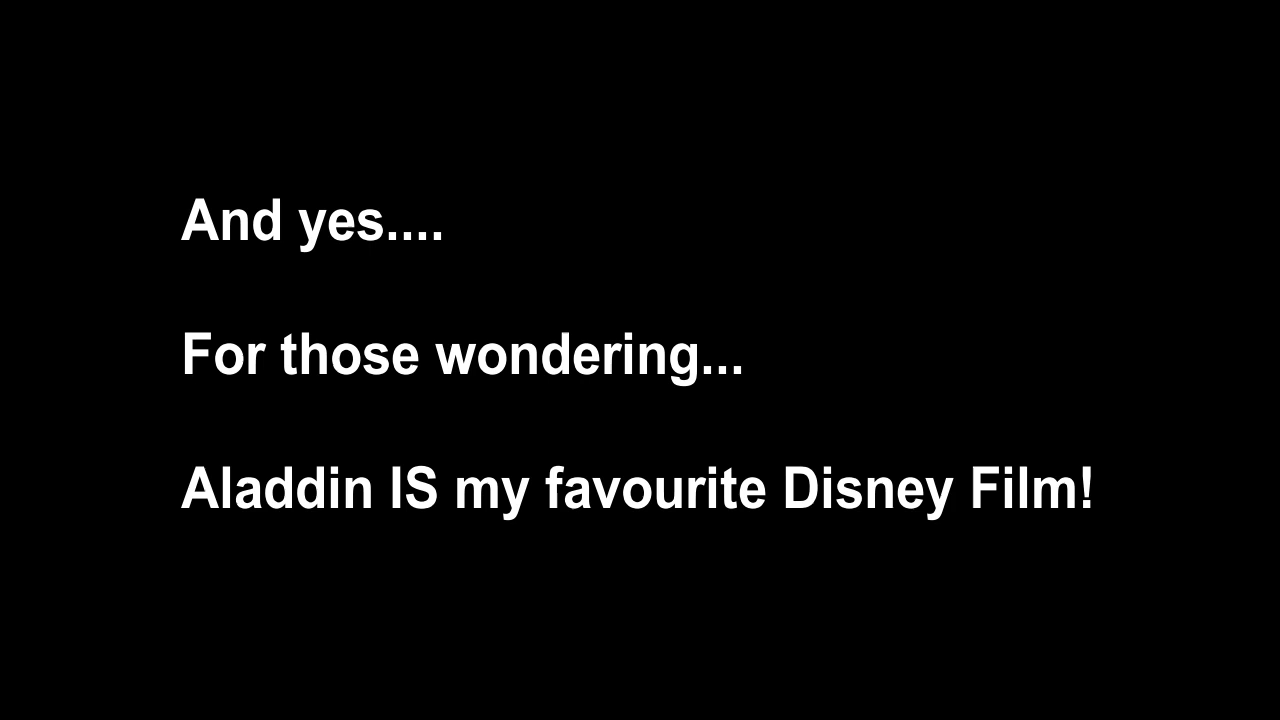 And yes....
For those wondering...
Aladdin IS my favourite Disney Film!